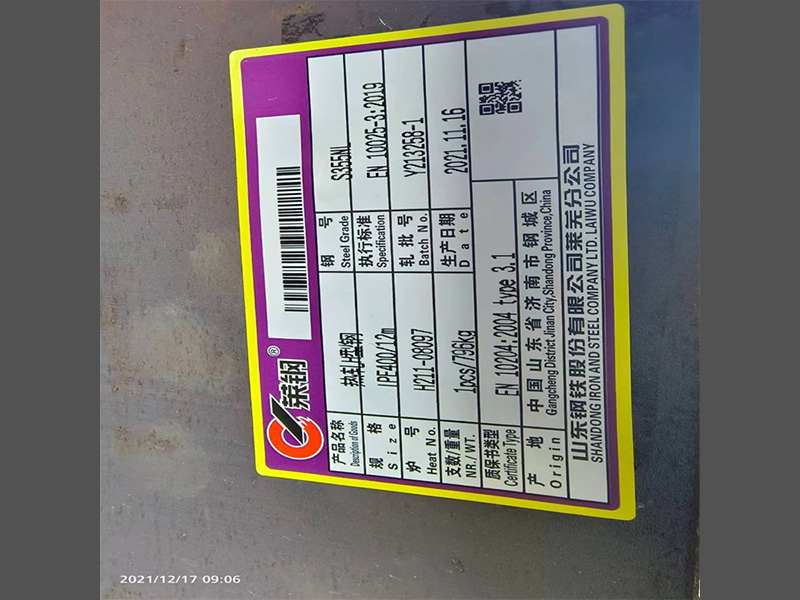 莱钢®
产品名称 热轧型钢 钢号 S355NL
Description of Goods Steel Grade
规格 IPE400/12m 执行标准 EN 10025-3:2019
Size Specification
炉号 H211-08097 轧批号 Y213258-1
Heat No. Batch No.
支数/重量 1pcs/796kg 生产日期 2021.11.16
NR./WT. Date
质保书类型 EN 10204:2004 type 3.1
Certificate Type
产地 中国山东省济南市钢城区
Origin Gangcheng District Jinan City,Shandong Province,China
山东钢铁股份有限公司莱芜分公司
SHANDONG IRON AND STEEL COMPANY LTD. LAIWU COMPANY
2021/12/17 09:06